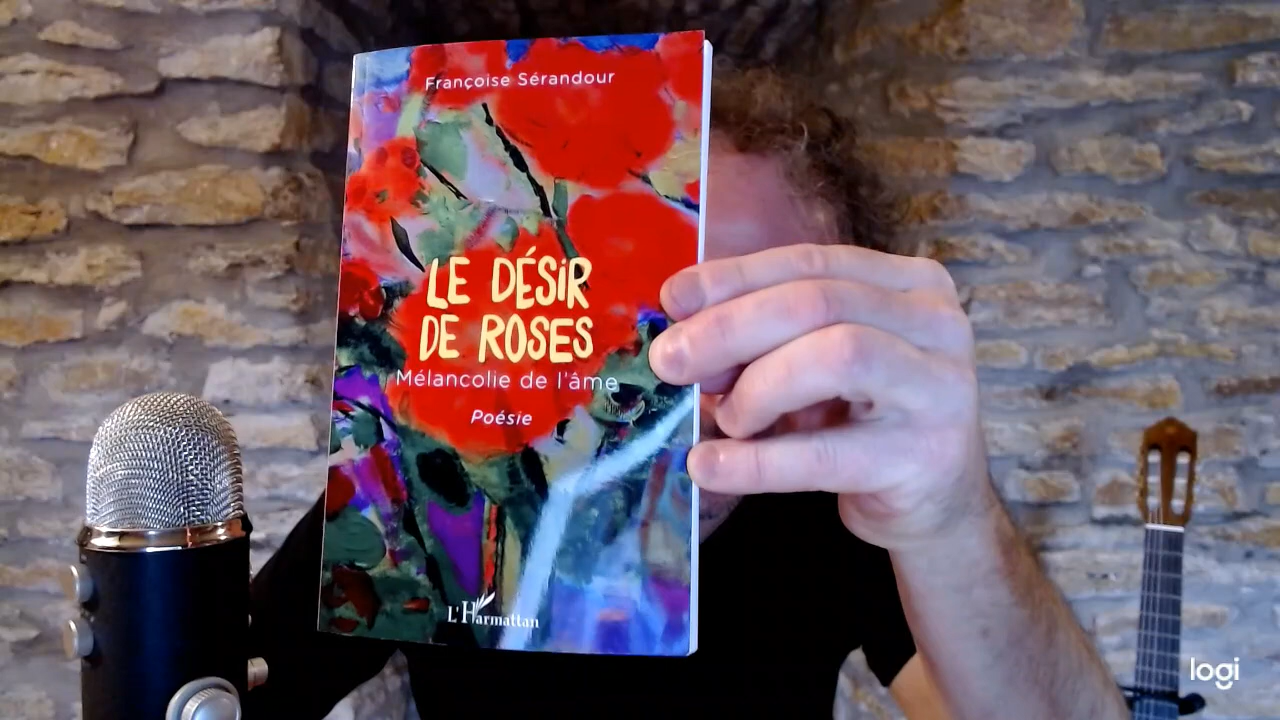 Françoise Sérandour
LE DÉSiR
DE ROSES
Mélancolie de l'âme
Poésie
L'Harmattan
logi